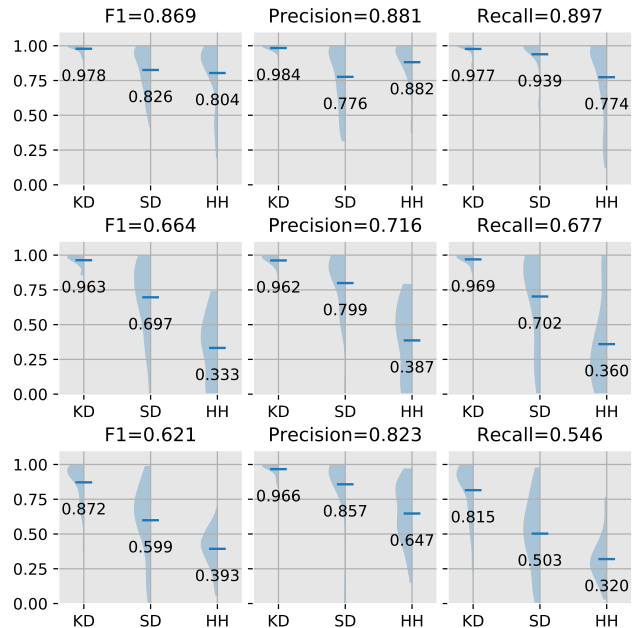 F1=0.869 Precision=0.881 Recall=0.897
1.00
0.978 0.984 0.977
0.75
0.826 0.776 0.939
0.804 0.882 0.774
0.50
0.25
0.00
KD SD HH KD SD HH KD SD HH
F1=0.664 Precision=0.716 Recall=0.677
1.00
0.963 0.962 0.969
0.75
0.697 0.799 0.702
0.50
0.333 0.387 0.360
0.25
0.00
KD SD HH KD SD HH KD SD HH
F1=0.621 Precision=0.823 Recall=0.546
1.00
0.872 0.966 0.815
0.75
0.599 0.857 0.503
0.50
0.393 0.647 0.320
0.25
0.00
KD SD HH KD SD HH KD SD HH